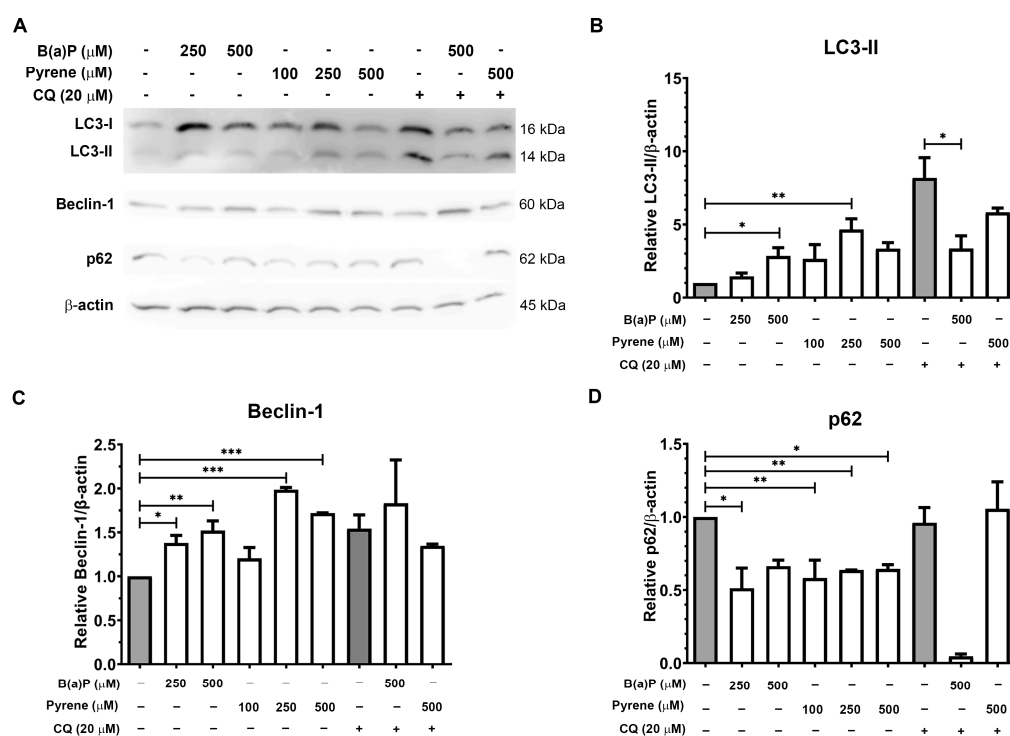 A
B(a)P (μM) - 250 500 - - - - 500 -
Pyrene (μM) - - - 100 250 500 - - 500
CQ (20 μM) - - - - - - + + +
LC3-I 16 kDa
LC3-II 14 kDa
Beclin-1 60 kDa
p62 62 kDa
β-actin 45 kDa
B
LC3-II
Relative LC3-II/β-actin
15
10
5
0
*
**
*
B(a)P (μM) – 250 500 – – – – 500 –
Pyrene (μM) – – – 100 250 500 – – 500
CQ (20 μM) – – – – – – + + +
C
Beclin-1
Relative Beclin-1/β-actin
2.5
2.0
1.5
1.0
0.5
0.0
***
***
**
*
B(a)P (μM) – 250 500 – – – – 500 –
Pyrene (μM) – – – 100 250 500 – – 500
CQ (20 μM) – – – – – – + + +
D
p62
Relative p62/β-actin
1.5
1.0
0.5
0.0
*
**
**
*
B(a)P (μM) – 250 500 – – – – 500 –
Pyrene (μM) – – – 100 250 500 – – 500
CQ (20 μM) – – – – – – + + +